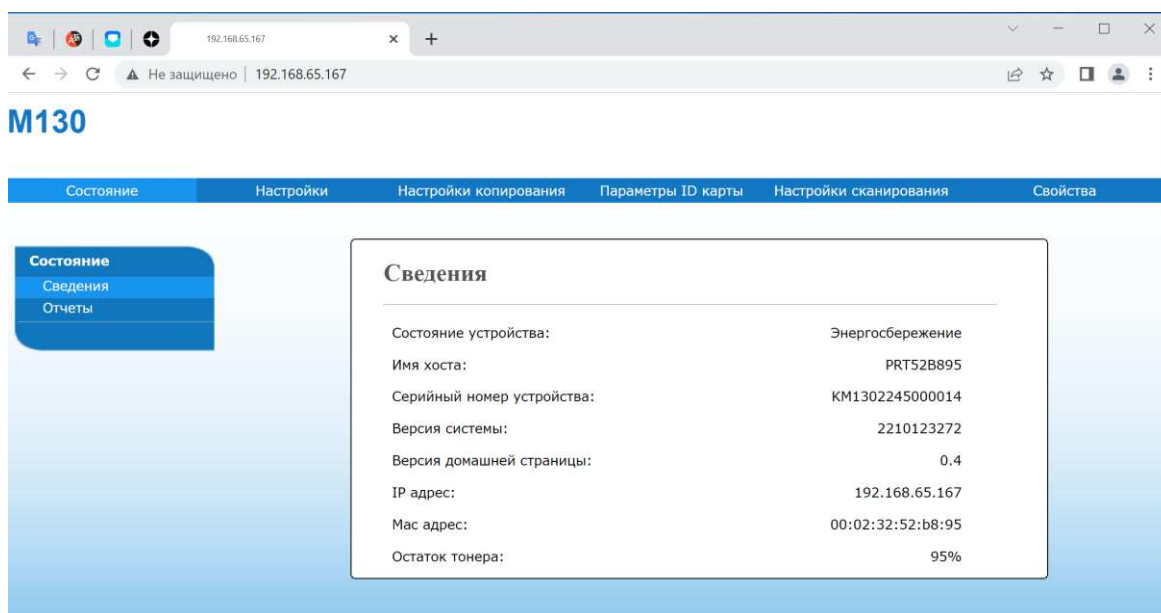 192.168.65.167
Не защищено 192.168.65.167
M130
Состояние Настройки Настройки копирования Параметры ID карты Настройки сканирования Свойства
Состояние
Сведения
Отчеты
Сведения
Состояние устройства: Энергосбережение
Имя хоста: PRT52B895
Серийный номер устройства: KM1302245000014
Версия системы: 2210123272
Версия домашней страницы: 0.4
IP адрес: 192.168.65.167
Mac адрес: 00:02:32:52:b8:95
Остаток тонера: 95%